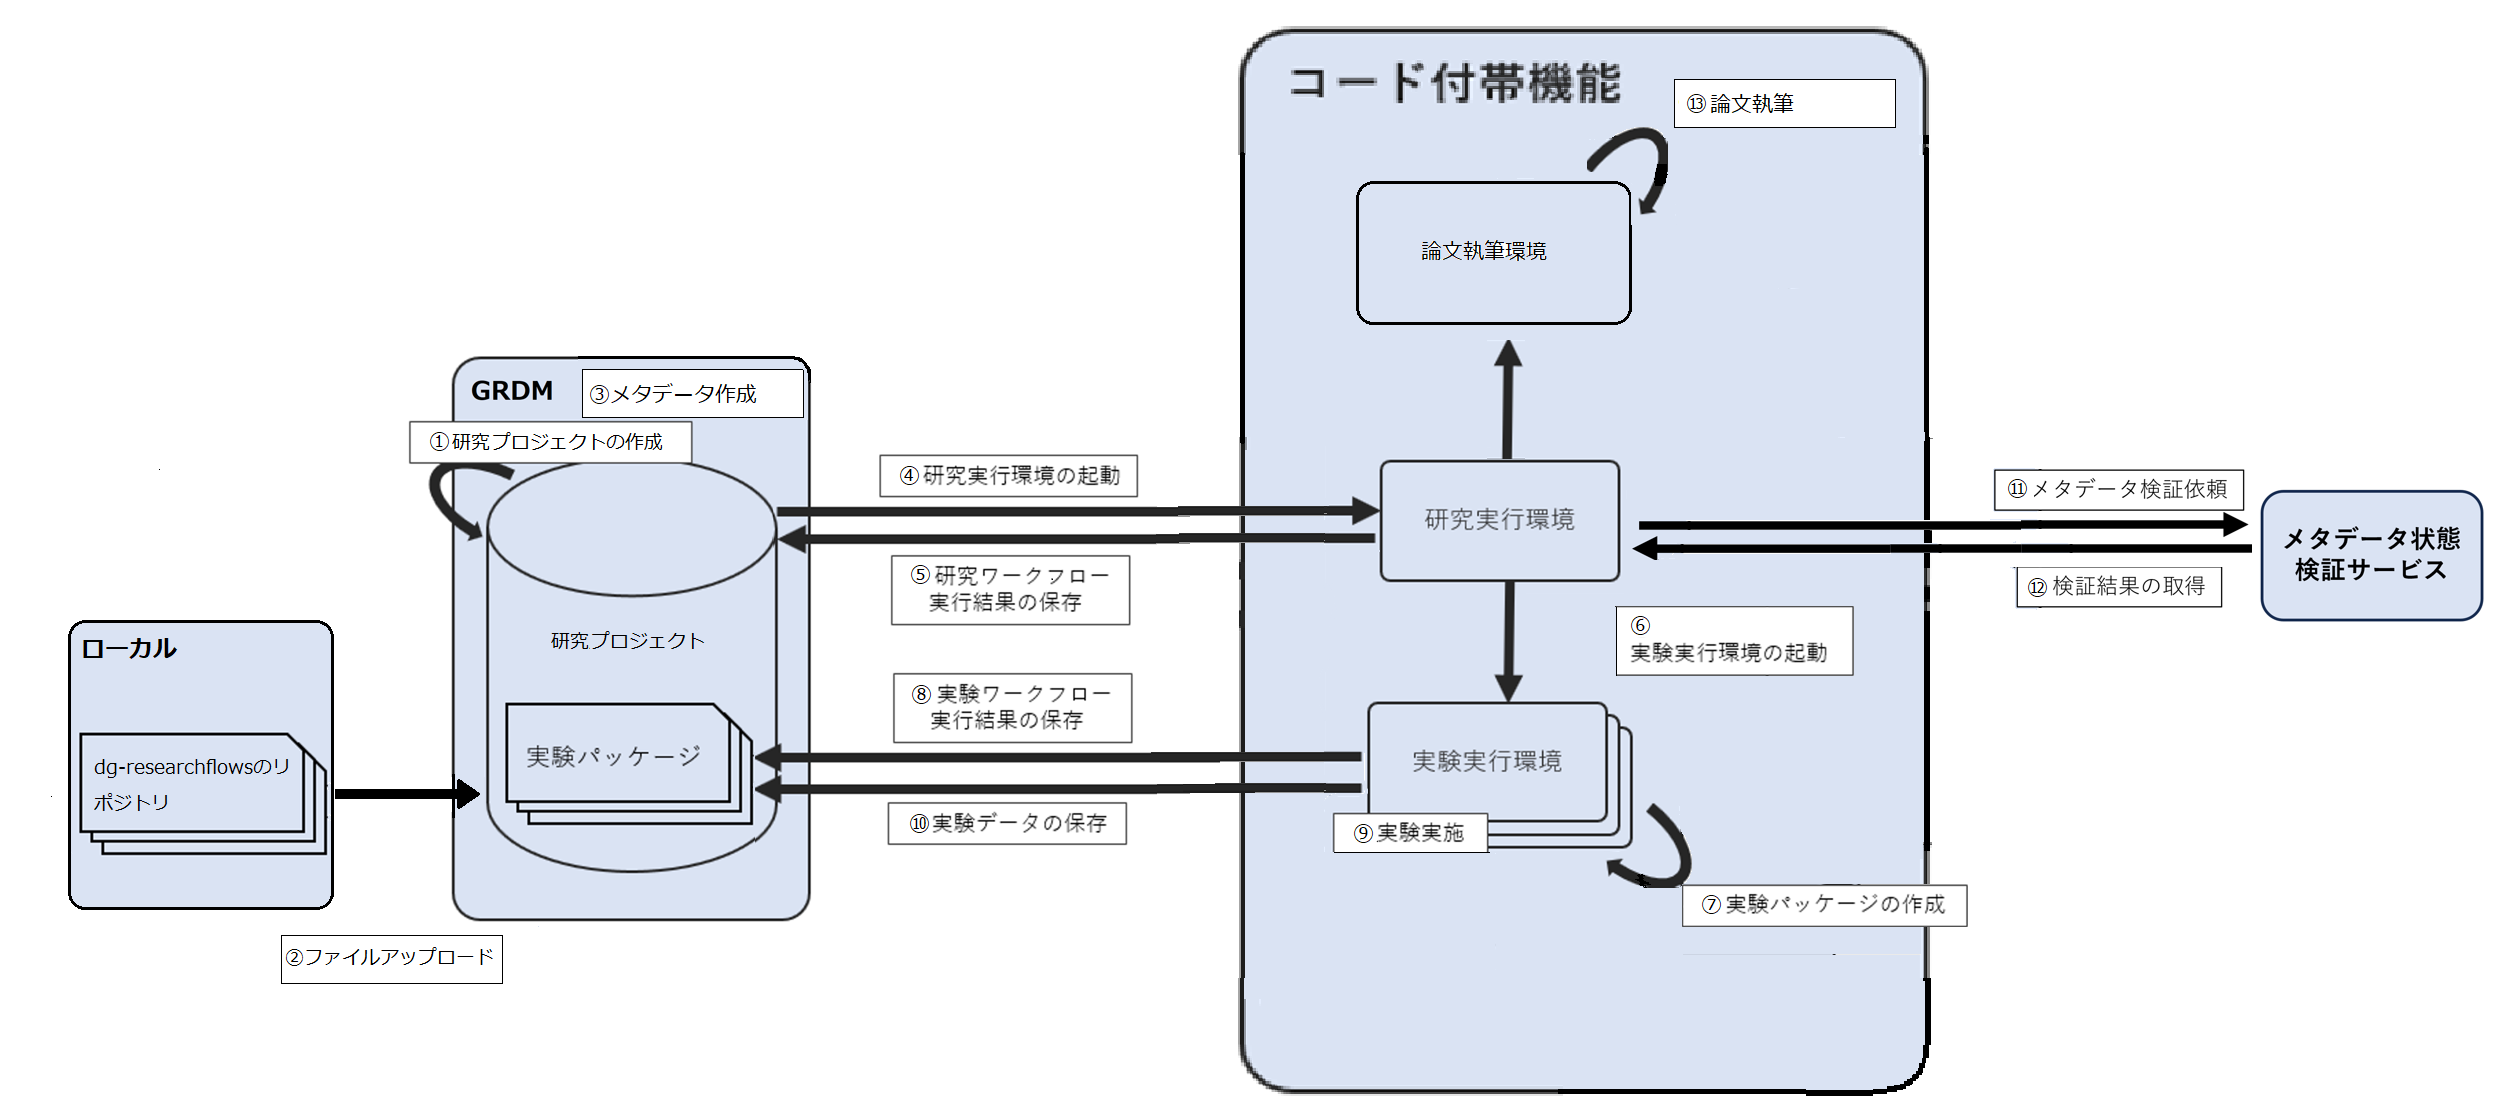 コード付帯機能
⑬論文執筆
論文執筆環境
GRDM
③メタデータ作成
①研究プロジェクトの作成
④研究実行環境の起動
⑪メタデータ検証依頼
研究実行環境
メタデータ状態
検証サービス
⑤研究ワークフロー
実行結果の保存
⑫検証結果の取得
⑥
実験実行環境の起動
研究プロジェクト
ローカル
⑧実験ワークフロー
実行結果の保存
実験パッケージ
実験実行環境
dg-researchflowsのリ
ポジトリ
⑩実験データの保存
⑨実験実施
⑦実験パッケージの作成
②ファイルアップロード